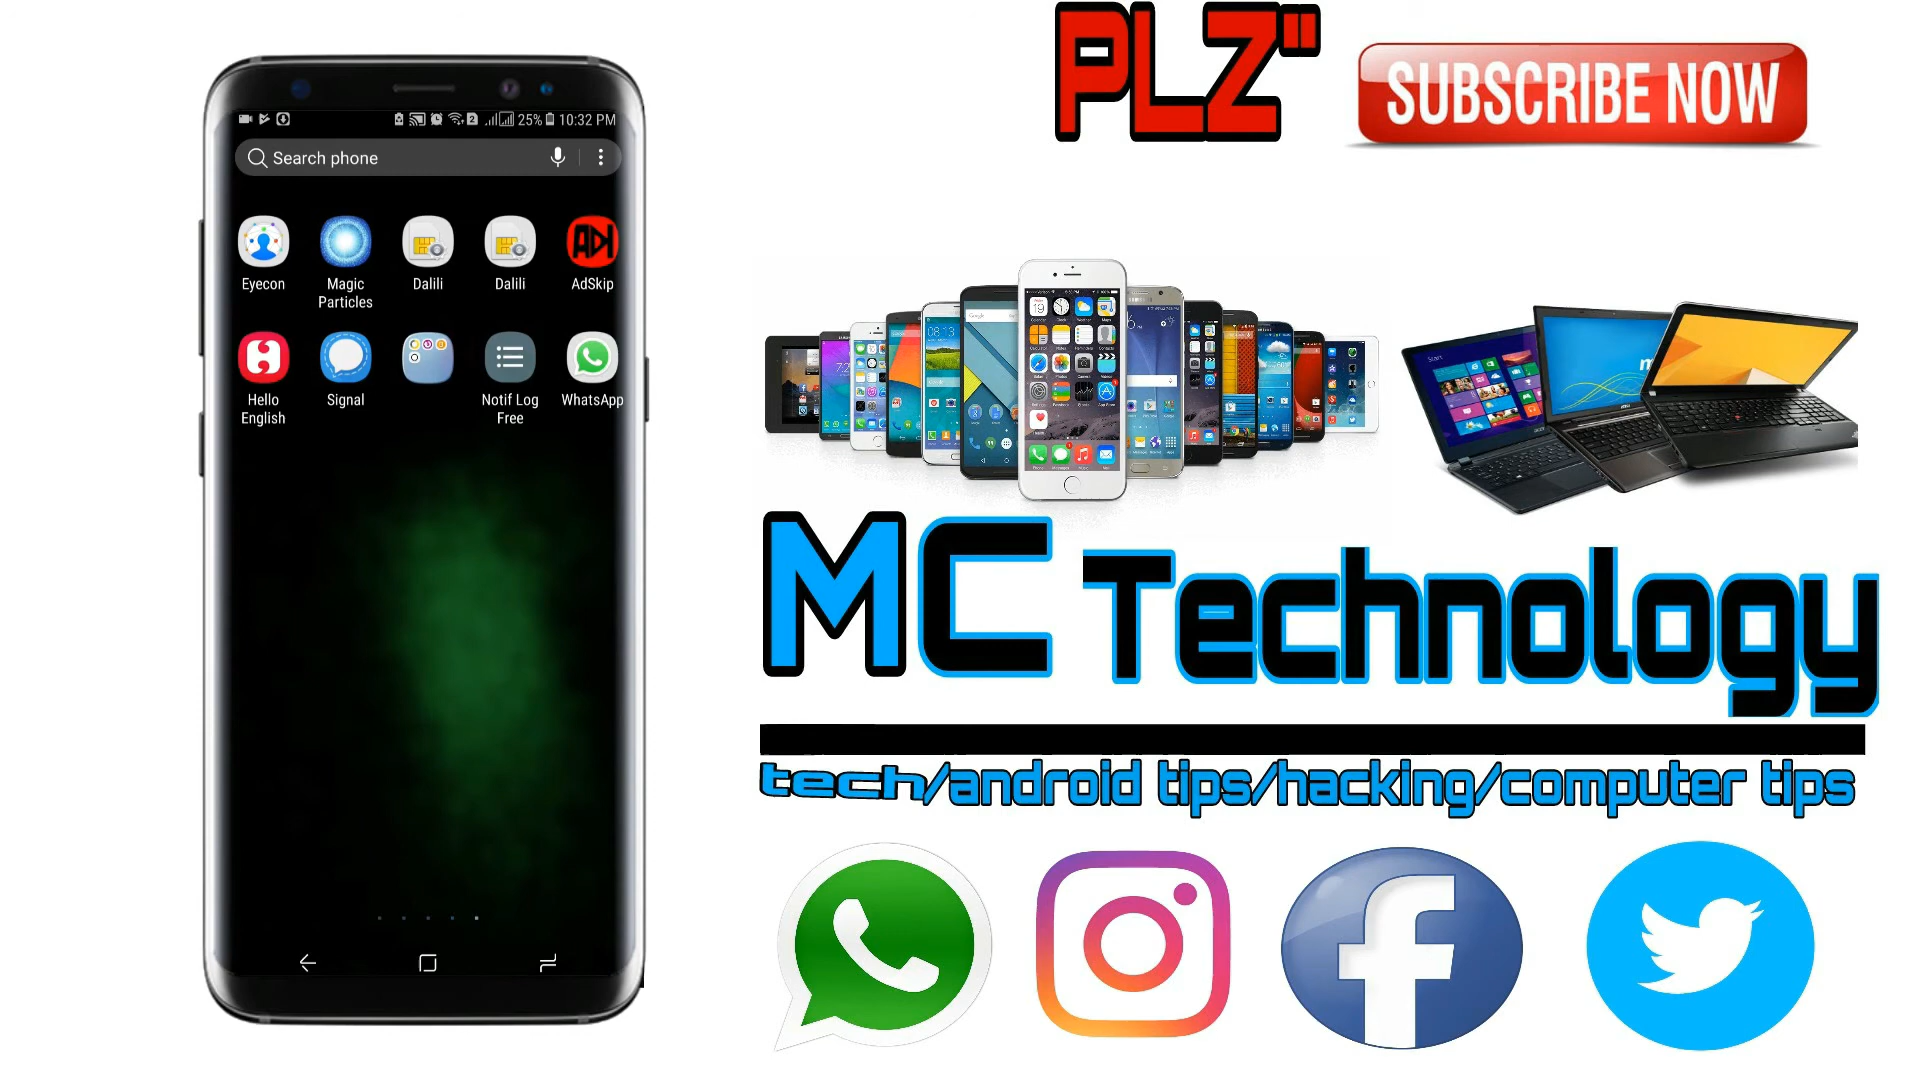 PLZ"
SUBSCRIBE NOW
2 25% 10:32 PM
Search phone
Eyecon
Magic
Particles
Dalili
Dalili
AdSkip
Hello
English
Signal
Notif Log
Free
WhatsApp
MC Technology
tech/android tips/hacking/computer tips